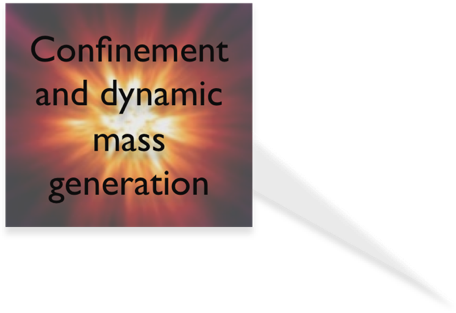 Confinement
and dynamic
mass
generation